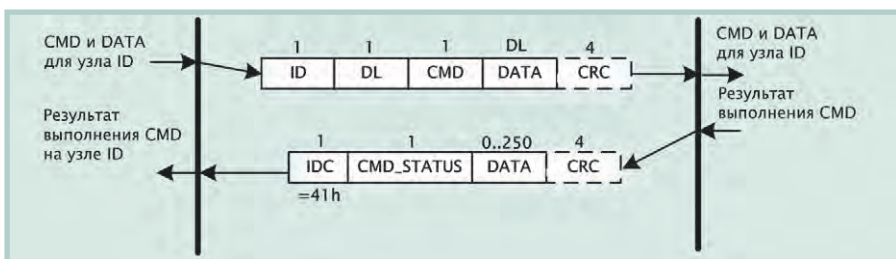 CMD и DATA
для узла ID
1 1 1 DL 4
ID DL CMD DATA CRC
CMD и DATA
для узла ID
Результат
выполнения CMD
на узле ID
1 1 0..250 4
IDC CMD_STATUS DATA CRC
=41h
Результат
выполнения CMD